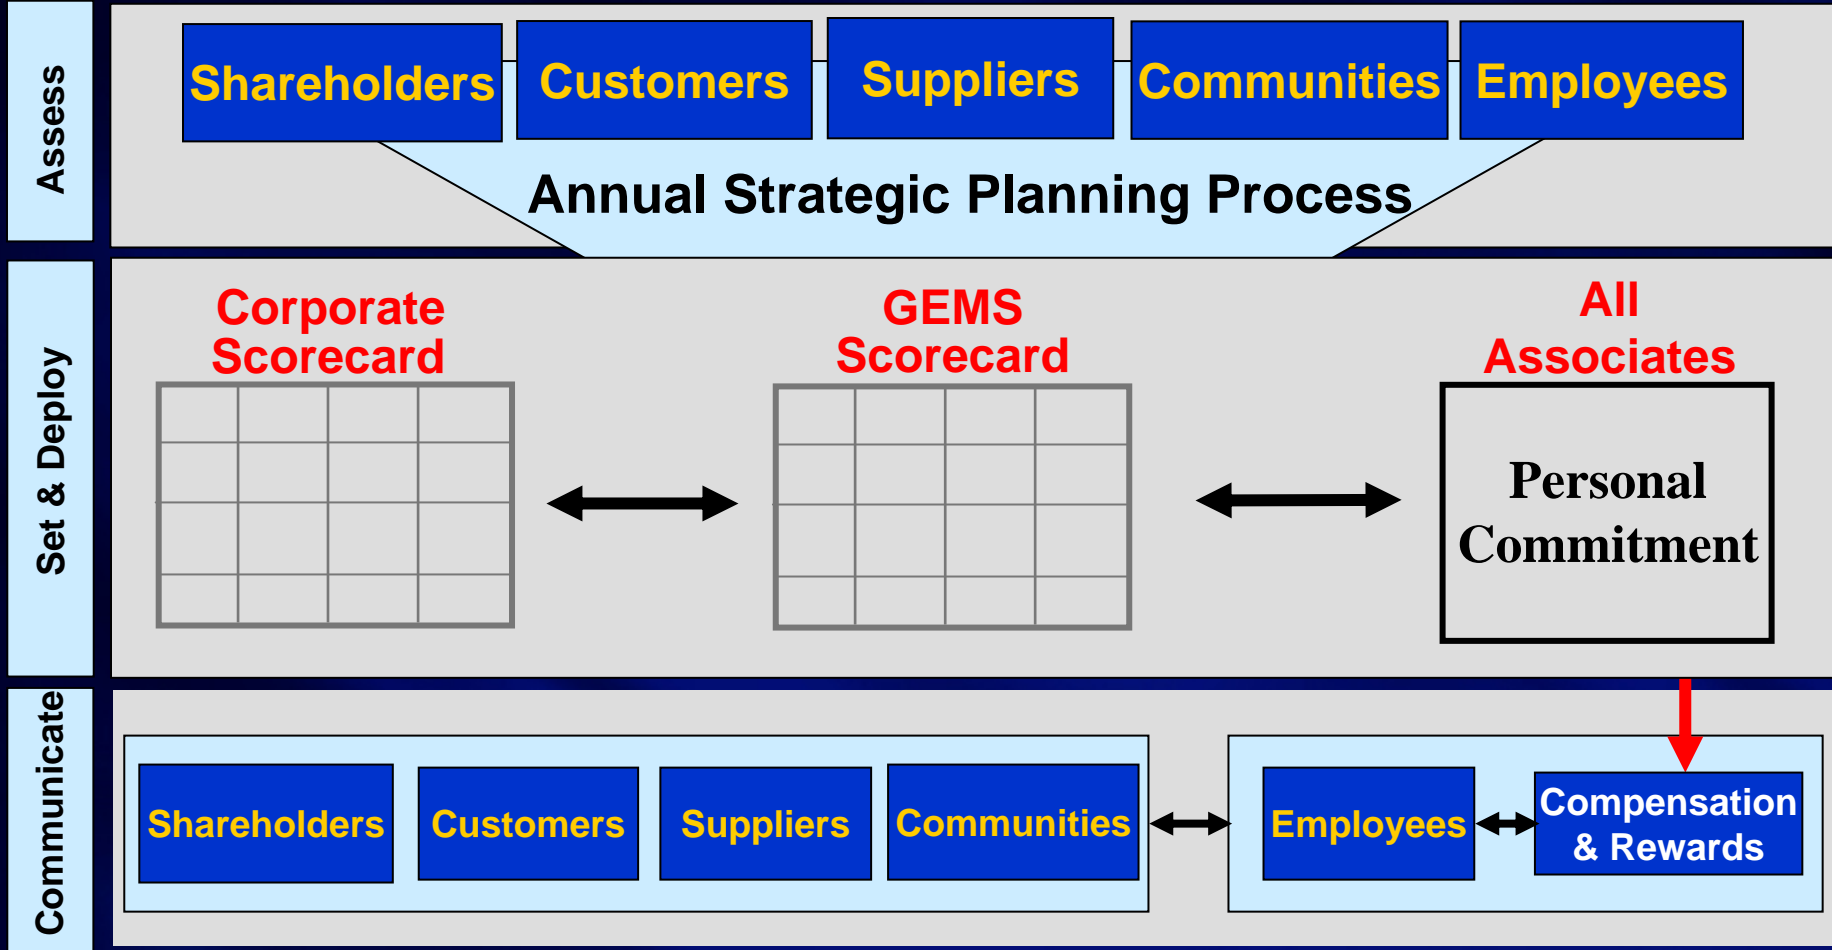 Assess
Shareholders
Customers
Suppliers
Communities
Employees
Annual Strategic Planning Process
Set & Deploy
Corporate
Scorecard
GEMS
Scorecard
All
Associates
Personal
Commitment
Communicate
Shareholders
Customers
Suppliers
Communities
Employees
Compensation
& Rewards